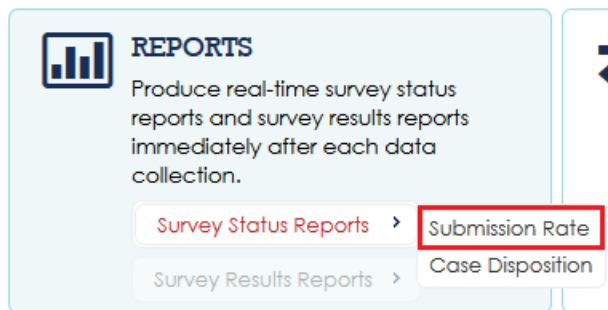 REPORTS
Produce real-time survey status
reports and survey results reports
immediately after each data
collection.
Survey Status Reports >
Submission Rate
Case Disposition
Survey Results Reports >